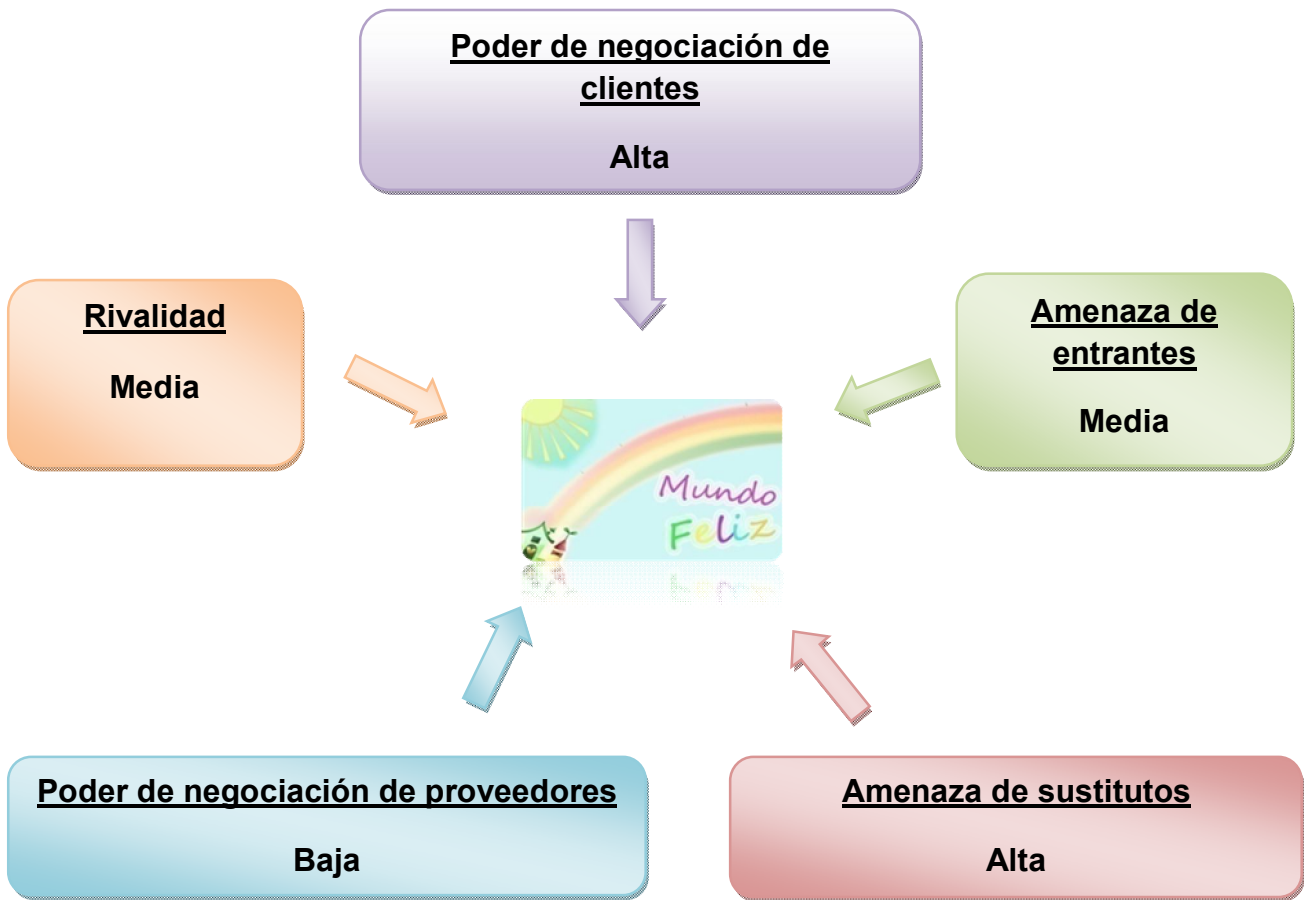 Poder de negociación de
clientes
Alta
Rivalidad
Media
Amenaza de
entrantes
Media
Mundo
Feliz
Poder de negociación de proveedores
Baja
Amenaza de sustitutos
Alta